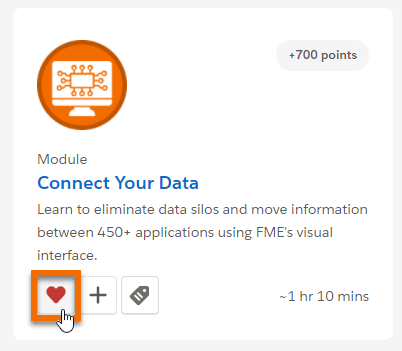 +700 points
Module
Connect Your Data
Learn to eliminate data silos and move information
between 450+ applications using FME's visual
interface.
~1 hr 10 mins